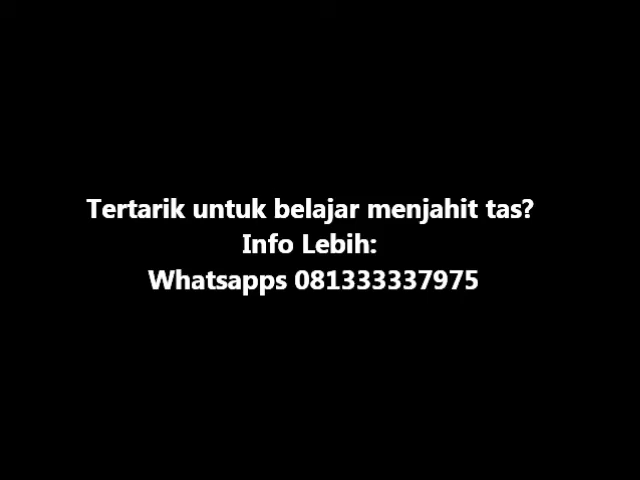 Tertarik untuk belajar menjahit tas?
Info Lebih:
Whatsapps 081333337975